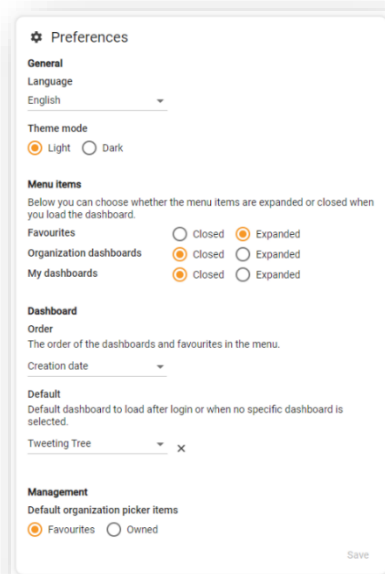 Preferences
General
Language
English
Theme mode
Light Dark
Menu items
Below you can choose whether the menu items are expanded or closed when
you load the dashboard.
Favourites Closed Expanded
Organization dashboards Closed Expanded
My dashboards Closed Expanded
Dashboard
Order
The order of the dashboards and favourites in the menu.
Creation date
Default
Default dashboard to load after login or when no specific dashboard is
selected.
Tweeting Tree
Management
Default organization picker items
Favourites Owned
Save